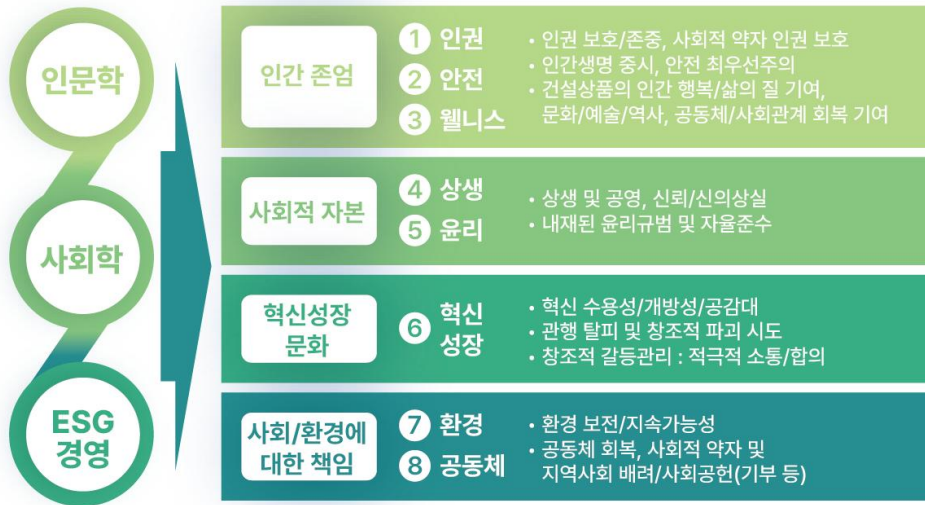 인문학
사회학
ESG
경영
인간 존엄
1 인권
2 안전
3 웰니스
• 인권 보호/존중, 사회적 약자 인권 보호
• 인간생명 중시, 안전 최우선주의
• 건설상품의 인간 행복/삶의 질 기여,
문화/예술/역사, 공동체/사회관계 회복 기여
사회적 자본
4 상생
5 윤리
• 상생 및 공영, 신뢰/신의상실
• 내재된 윤리규범 및 자율준수
혁신성장
문화
6 혁신
성장
• 혁신 수용성/개방성/공감대
• 관행 탈피 및 창조적 파괴 시도
• 창조적 갈등관리 : 적극적 소통/합의
사회/환경에
대한 책임
7 환경
8 공동체
• 환경 보전/지속가능성
• 공동체 회복, 사회적 약자 및
지역사회 배려/사회공헌(기부 등)